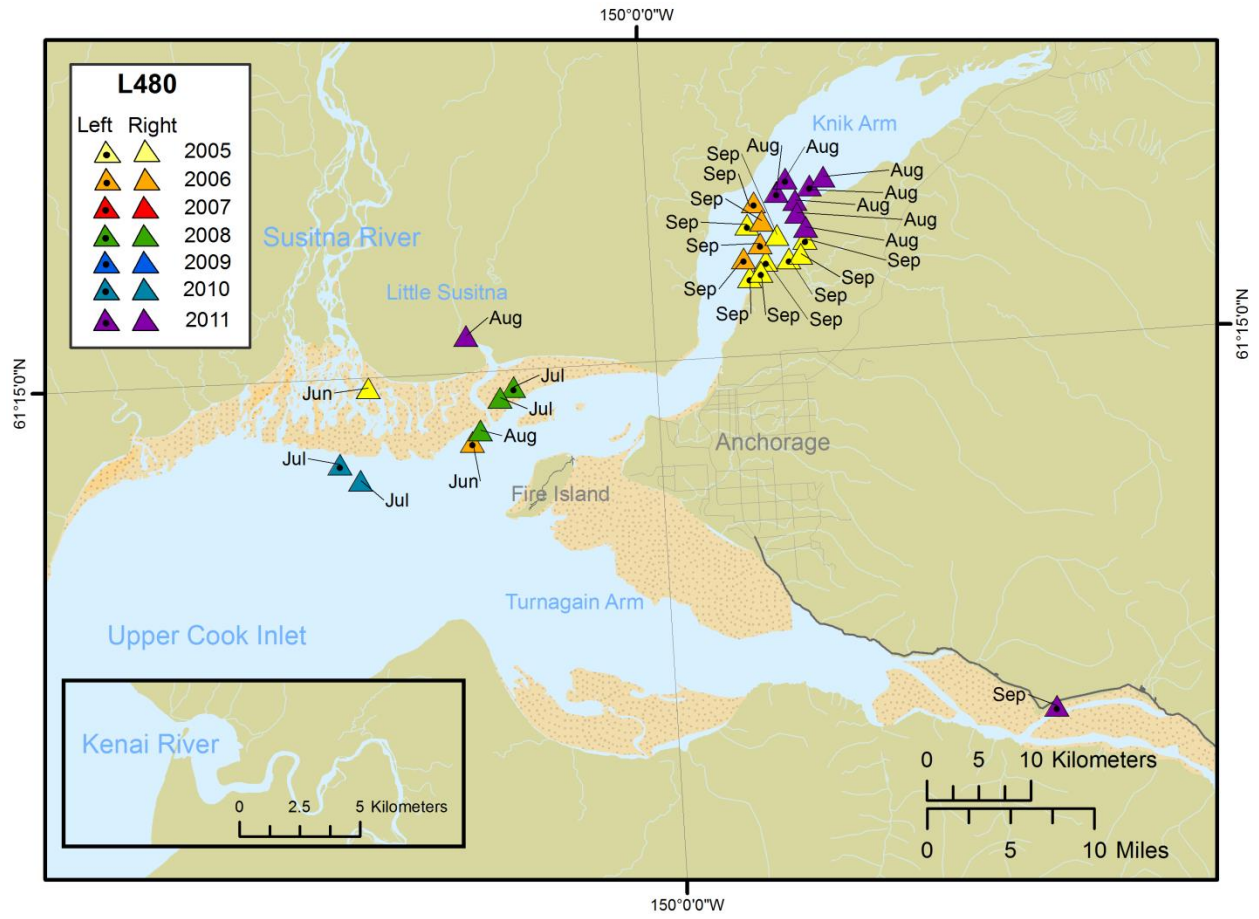 150°0'0"W
L480
Left Right
2005
2006
2007
2008
2009
2010
2011
Knik Arm
Aug
Aug
Sep
Sep
Aug
Aug
Aug
Sep
Aug
Sep
Aug
Sep
Sep
Sep
Sep
Sep
Sep
Sep
Sep
Susitna River
Little Susitna
Aug
61°15'0"N
61°15'0"N
Jun
Jul
Jul
Aug
Jun
Jul
Jul
Anchorage
Fire Island
Turnagain Arm
Upper Cook Inlet
Sep
Kenai River
0 2.5 5 Kilometers
0 5 10 Kilometers
0 5 10 Miles
150°0'0"W